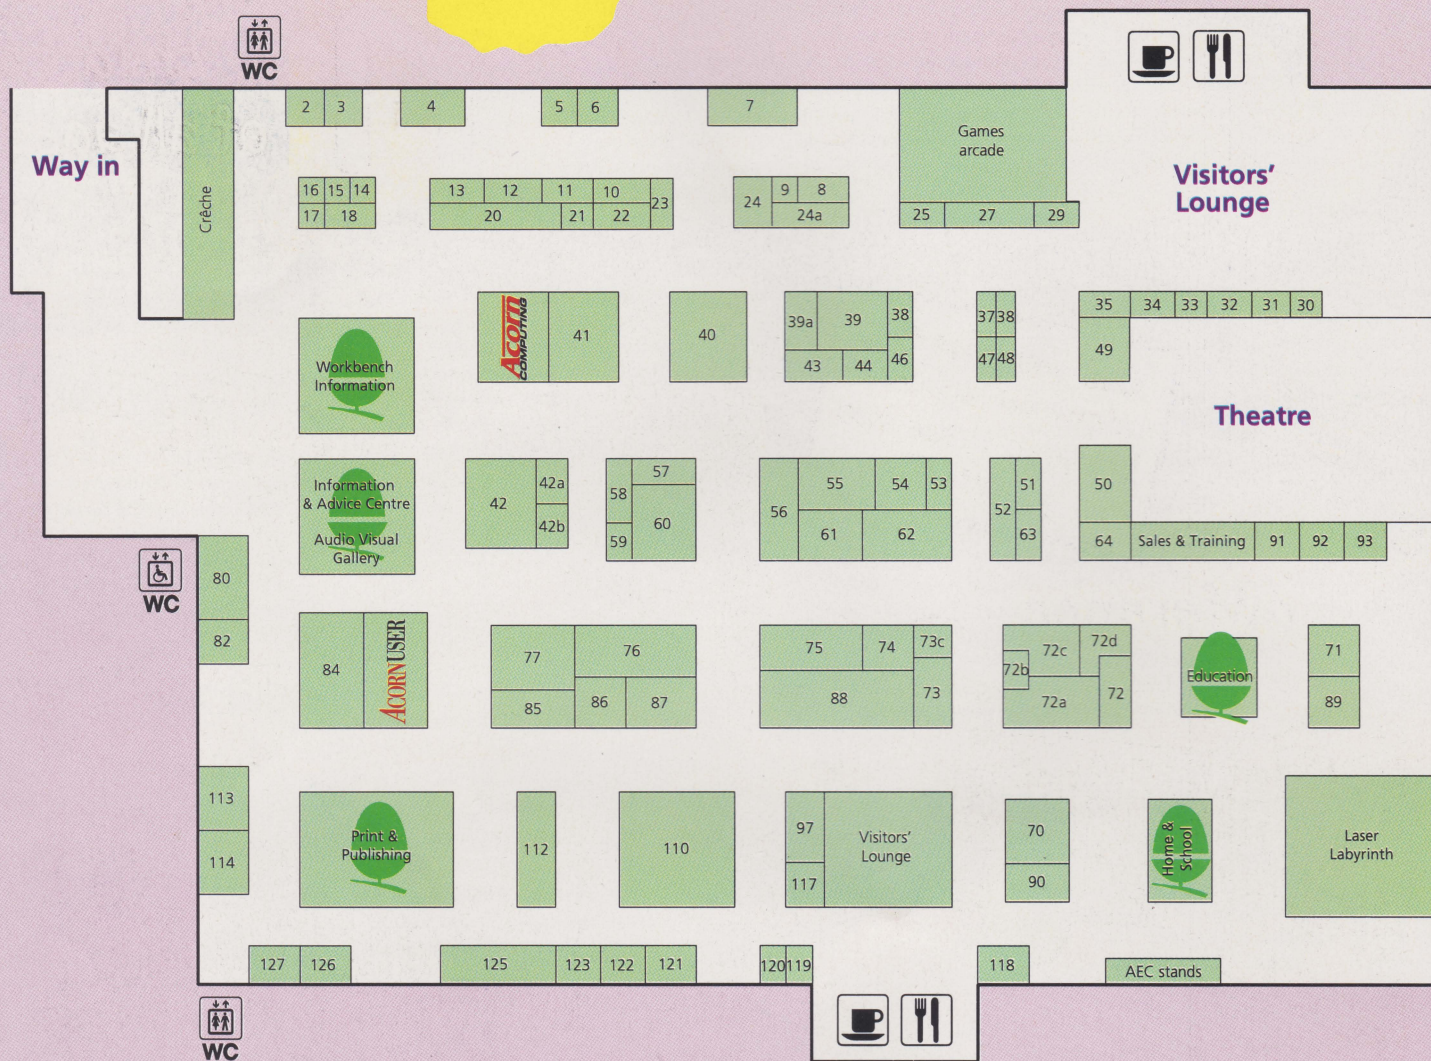 WC
Way in
Crêche
2 3 4 5 6 7
Games
arcade
Visitors'
Lounge
16 15 14 13 12 11 10 23 24 9 8
17 18 20 21 22 24a 25 27 29
Acorn
COMPUTING
41 40 39a 39 38 37 38 35 34 33 32 31 30
43 44 46 47 48 49
Workbench
Information
Theatre
Information
& Advice Centre
Audio Visual
Gallery
42 42a 42b 58 57 59 60 56 55 54 53 61 62 52 51 63 50
64 Sales & Training 91 92 93
WC
80
82
84
ACORN USER
77 76 85 86 87 75 74 73c 88 73 72c 72d 72b 72a 72
Education
71
89
113
114
Print &
Publishing
112 110 97 117
Visitors'
Lounge
70
90
Home &
School
Laser
Labyrinth
127 126 125 123 122 121 120 119 118 AEC stands
WC